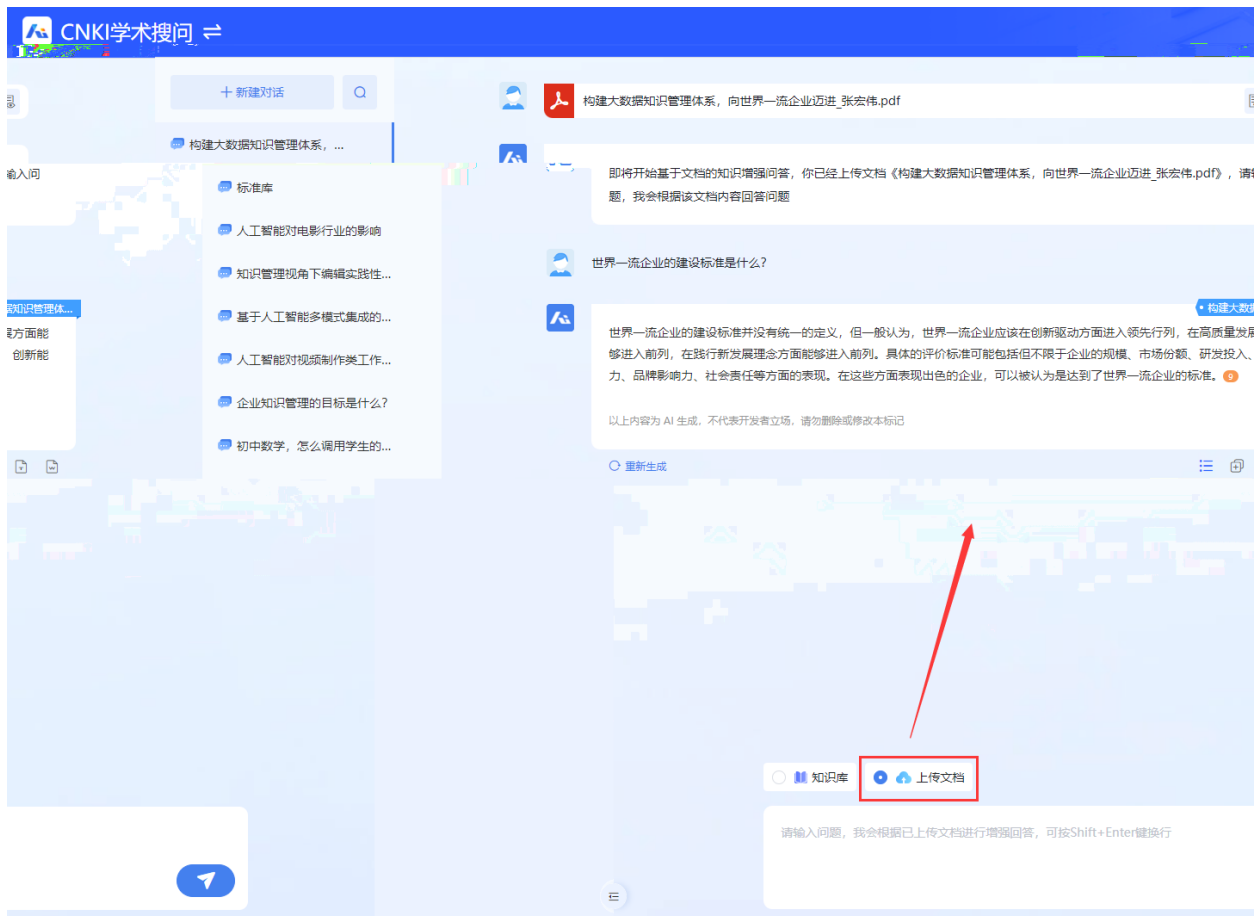 CNKI学术搜问
新建对话
构建大数据知识管理体系，...
标准库
人工智能对电影行业的影响
知识管理视角下编辑实践性...
基于人工智能多模式集成的...
人工智能对视频制作类工作...
企业知识管理的目标是什么?
初中数学，怎么调用学生的...
构建大数据知识管理体系，向世界一流企业迈进_张宏伟.pdf
即将开始基于文档的知识增强问答，你已经上传文档《构建大数据知识管理体系，向世界一流企业迈进_张宏伟.pdf》，请
输入问
题，我会根据该文档内容回答问题
世界一流企业的建设标准是什么?
构建大数据
知识管理体...
世界一流企业的建设标准并没有统一的定义，但一般认为，世界一流企业应该在创新驱动方面进入领先行列，在高质量发展
方面能
够进入前列，在践行新发展理念方面能够进入前列。具体的评价标准可能包括但不限于企业的规模、市场份额、研发投入、
创新能
力、品牌影响力、社会责任等方面的表现。在这些方面表现出色的企业，可以被认为是达到了世界一流企业的标准。9
以上内容为 AI 生成，不代表开发者立场，请勿删除或修改本标记
重新生成
知识库
上传文档
请输入问题，我会根据已上传文档进行增强回答，可按Shift+Enter键换行